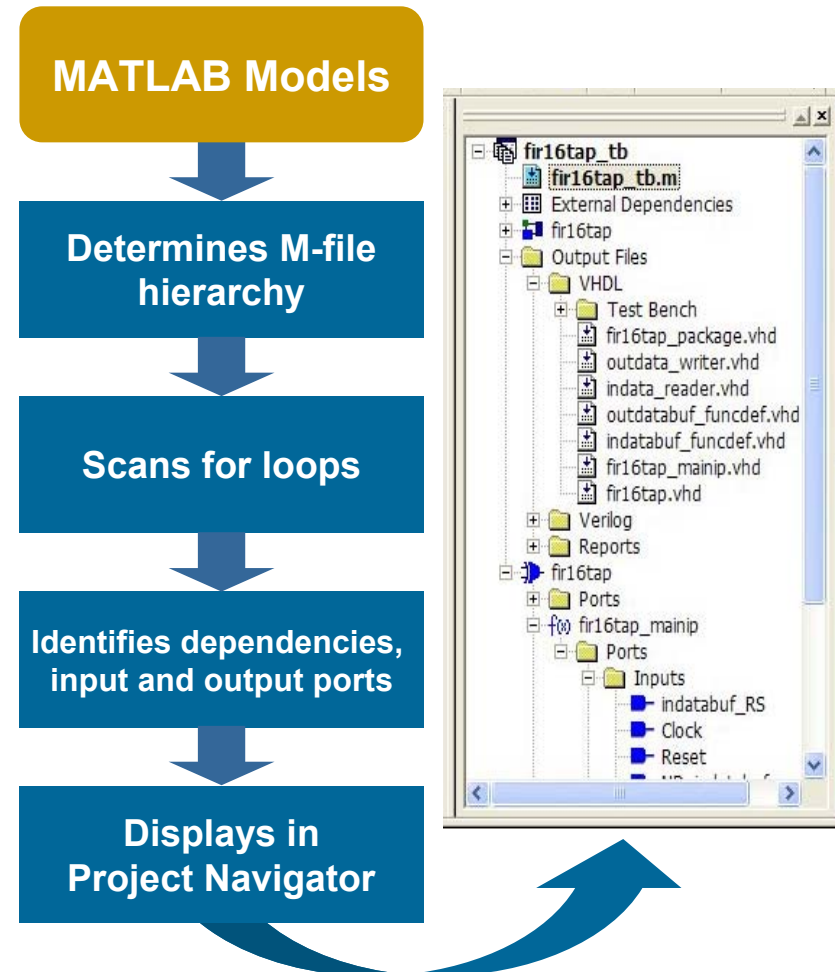 MATLAB Models
Determines M-file
hierarchy
Scans for loops
Identifies dependencies,
input and output ports
Displays in
Project Navigator
fir16tap_tb
fir16tap_tb.m
External Dependencies
fir16tap
Output Files
VHDL
Test Bench
fir16tap_package.vhd
outdata_writer.vhd
indata_reader.vhd
outdatabuf_funcdef.vhd
indatabuf_funcdef.vhd
fir16tap_mainip.vhd
fir16tap.vhd
Verilog
Reports
fir16tap
Ports
f(x) fir16tap_mainip
Ports
Inputs
indatabuf_RS
Clock
Reset